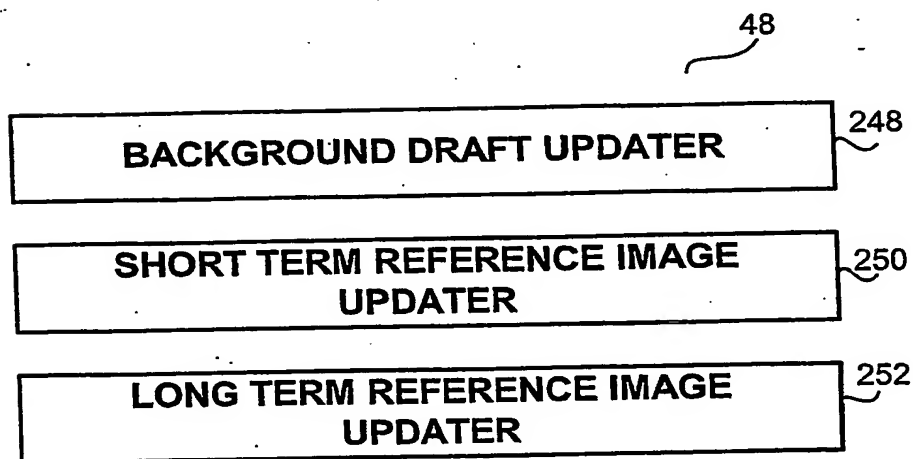 48
BACKGROUND DRAFT UPDATER
248
SHORT TERM REFERENCE IMAGE
UPDATER
250
LONG TERM REFERENCE IMAGE
UPDATER
252